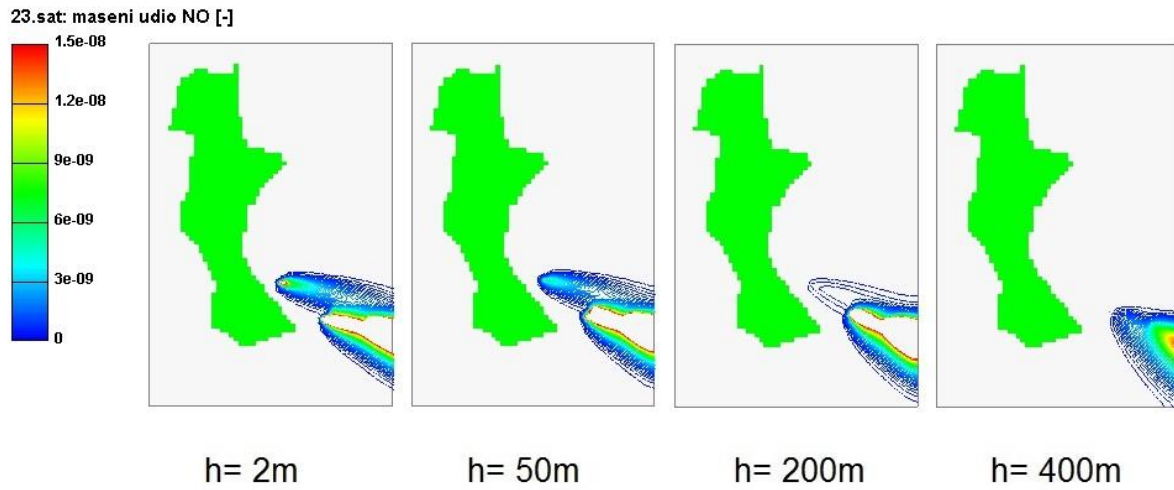 23.sat: maseni udio NO [-]
1.5e-08
1.2e-08
9e-09
6e-09
3e-09
0
h= 2m
h= 50m
h= 200m
h= 400m